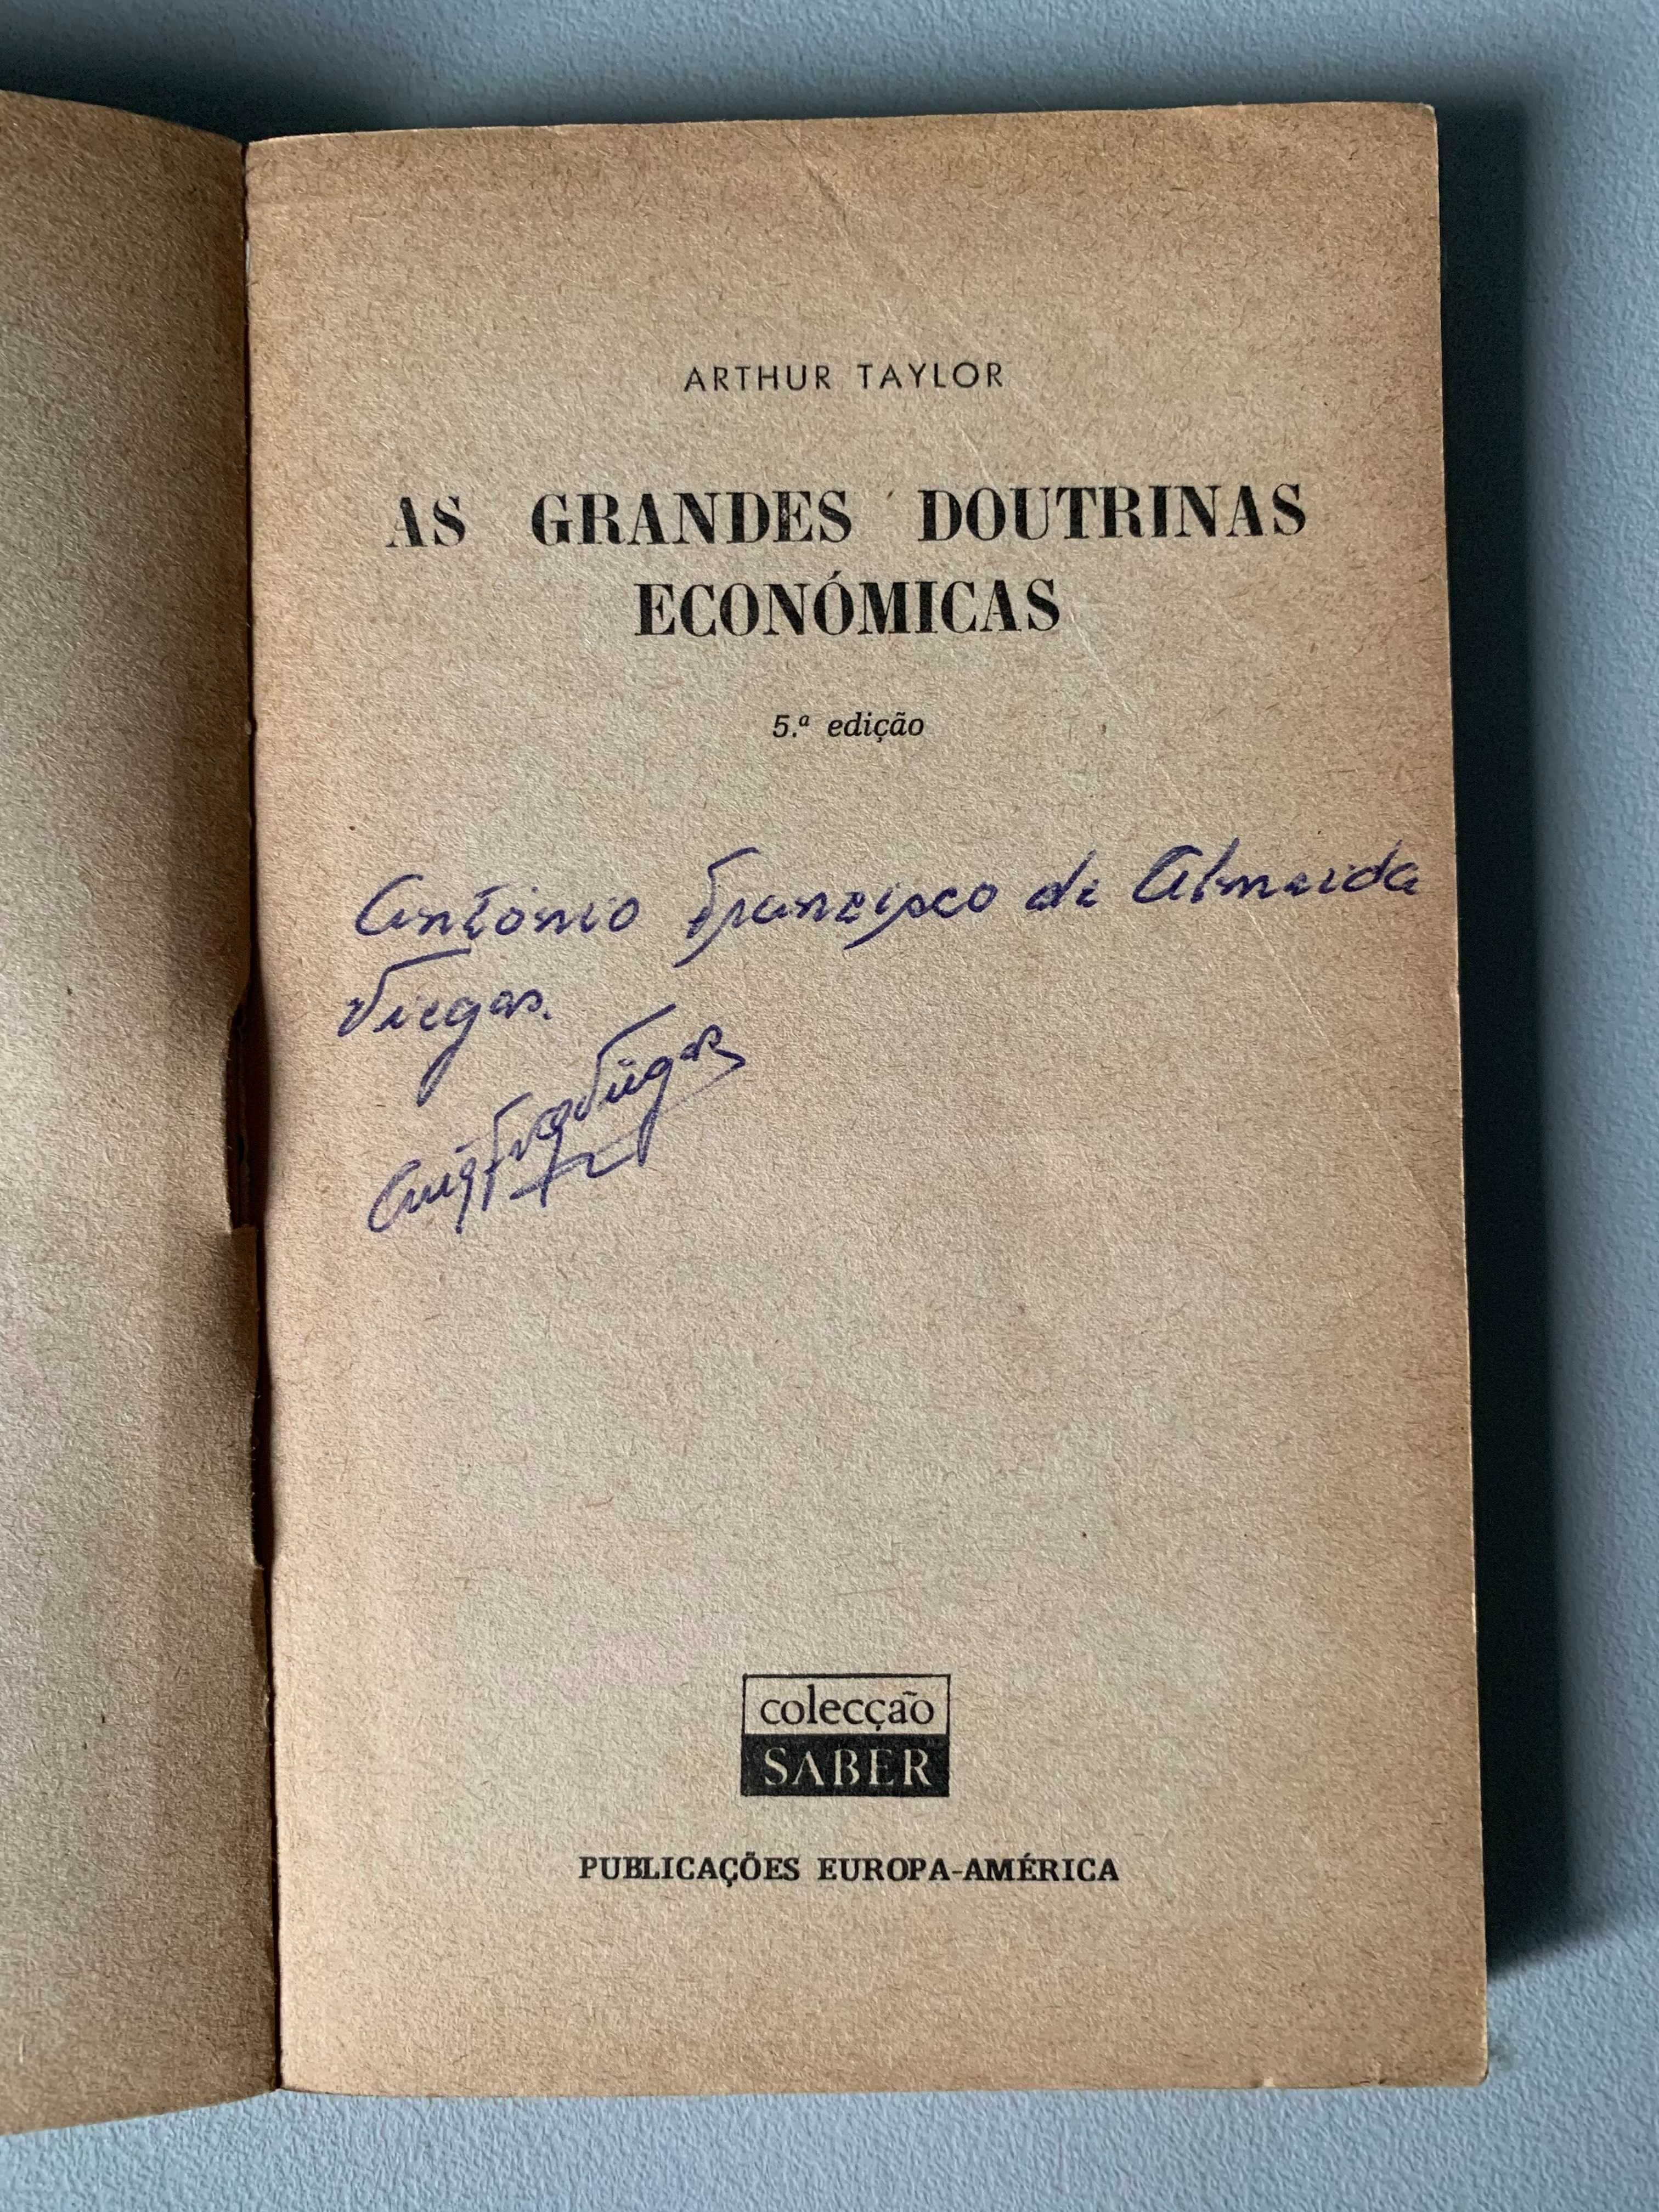 ARTHUR TAYLOR
AS GRANDES DOUTRINAS
ECONÓMICAS
5.ª edição
António Francisco de Almeida
Viegas.
colecção
SABER
PUBLICAÇÕES EUROPA-AMÉRICA